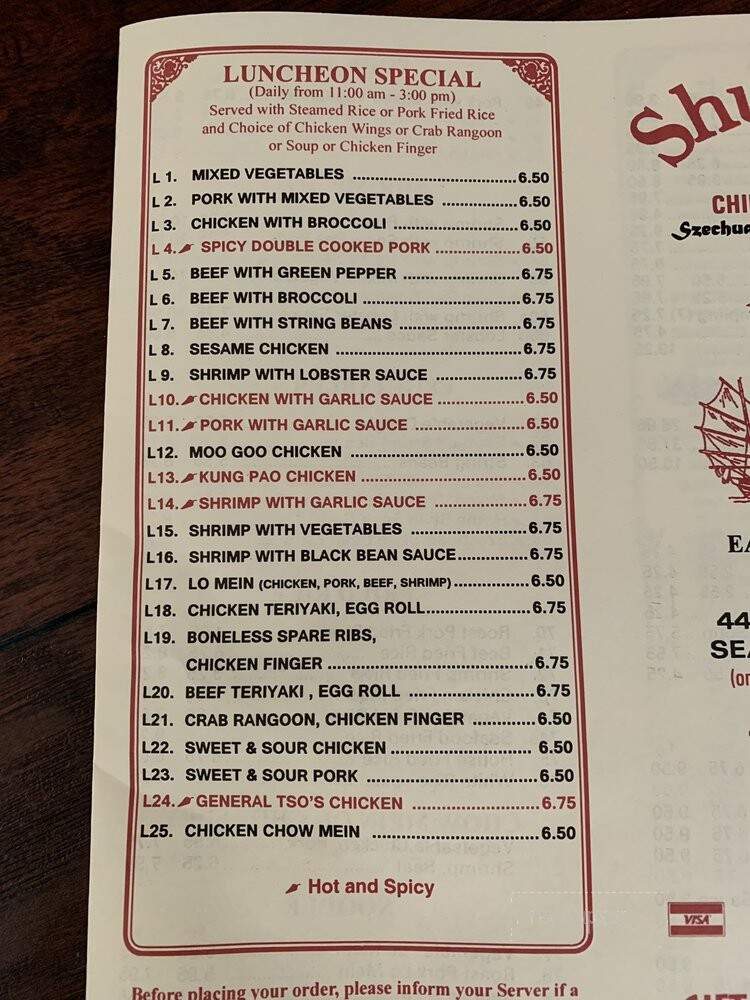 LUNCHEON SPECIAL
(Daily from 11:00 am - 3:00 pm)
Served with Steamed Rice or Pork Fried Rice
and Choice of Chicken Wings or Crab Rangoon
or Soup or Chicken Finger
L 1. MIXED VEGETABLES 6.50
L 2. PORK WITH MIXED VEGETABLES 6.50
L 3. CHICKEN WITH BROCCOLI 6.50
L 4. SPICY DOUBLE COOKED PORK 6.50
L 5. BEEF WITH GREEN PEPPER 6.75
L 6. BEEF WITH BROCCOLI 6.75
L 7. BEEF WITH STRING BEANS 6.75
L 8. SESAME CHICKEN 6.75
L 9. SHRIMP WITH LOBSTER SAUCE 6.75
L10. CHICKEN WITH GARLIC SAUCE 6.50
L11. PORK WITH GARLIC SAUCE 6.50
L12. MOO GOO CHICKEN 6.50
L13. KUNG PAO CHICKEN 6.50
L14. SHRIMP WITH GARLIC SAUCE 6.75
L15. SHRIMP WITH VEGETABLES 6.75
L16. SHRIMP WITH BLACK BEAN SAUCE 6.75
L17. LO MEIN (CHICKEN, PORK, BEEF, SHRIMP) 6.50
L18. CHICKEN TERIYAKI, EGG ROLL 6.75
L19. BONELESS SPARE RIBS,
CHICKEN FINGER 6.75
L20. BEEF TERIYAKI , EGG ROLL 6.75
L21. CRAB RANGOON, CHICKEN FINGER 6.50
L22. SWEET & SOUR CHICKEN 6.50
L23. SWEET & SOUR PORK 6.50
L24. GENERAL TSO'S CHICKEN 6.75
L25. CHICKEN CHOW MEIN 6.50
Hot and Spicy
Before placing your order, please inform your Server if a
Shu
CHI
Szechua
EA
44
SEA
(or
VISA